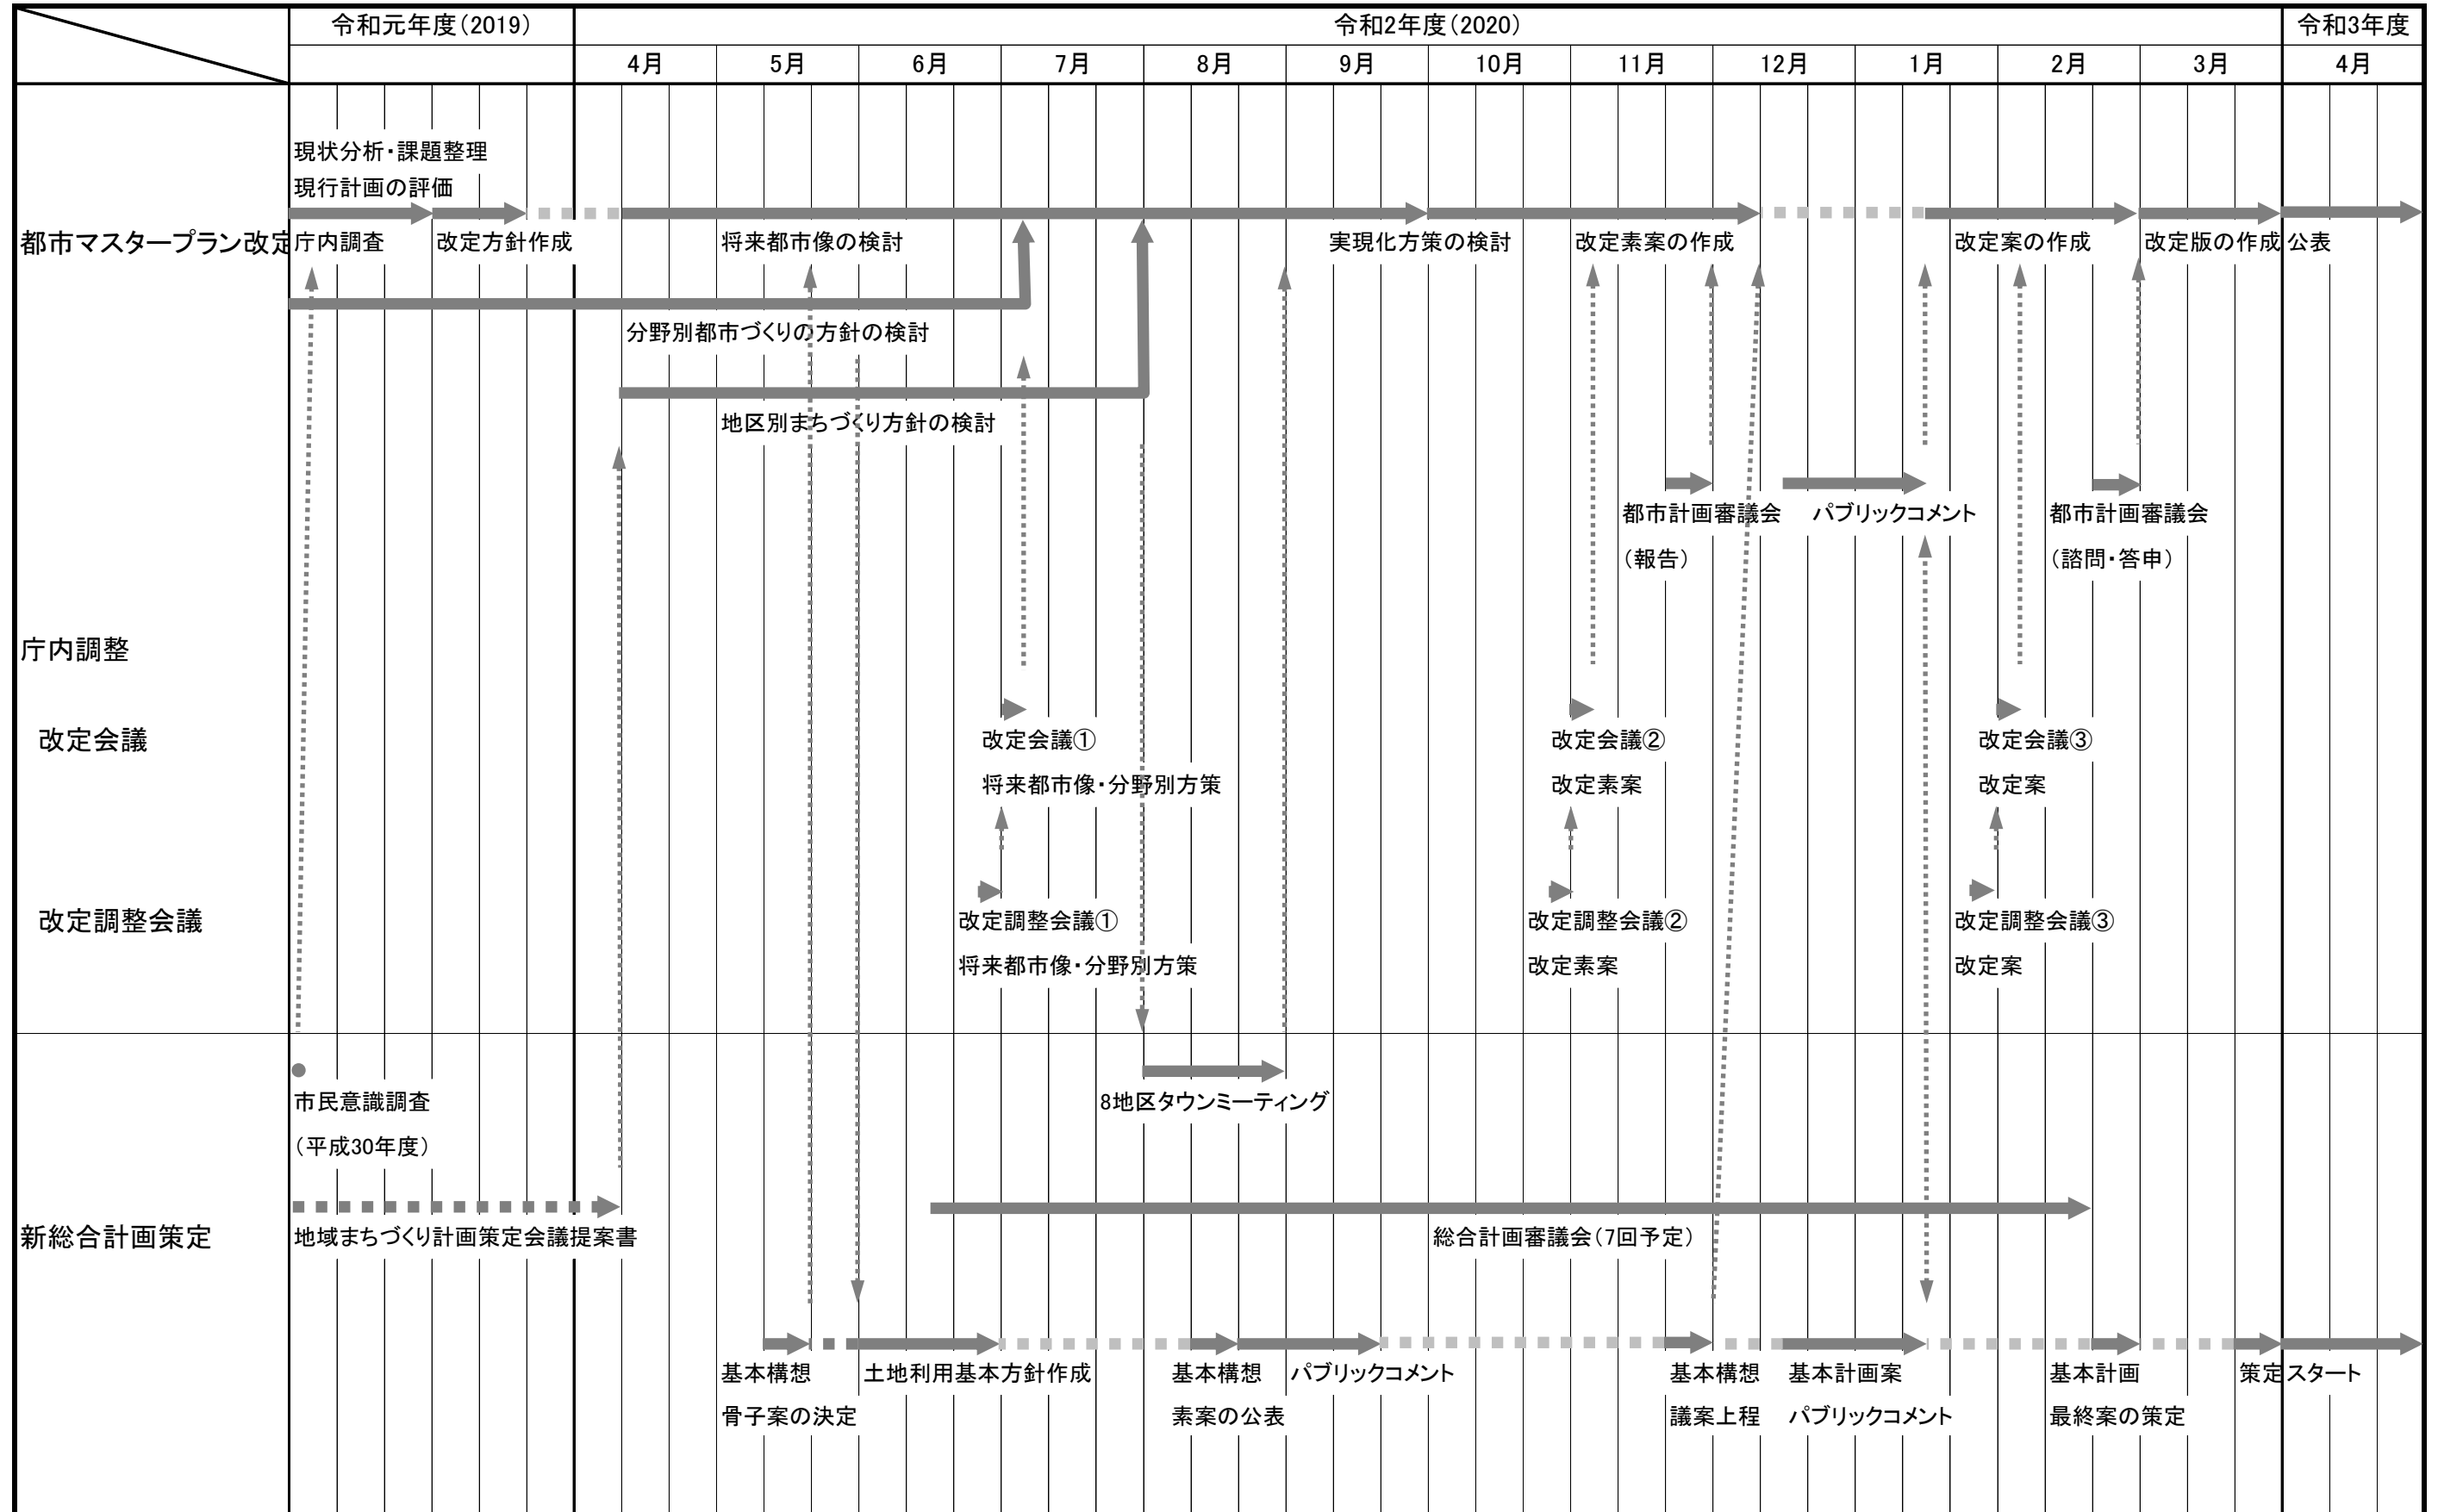 令和元年度（2019）
令和2年度（2020）
令和3年度
4月
5月
6月
7月
8月
9月
10月
11月
12月
1月
2月
3月
4月
現状分析・課題整理
現行計画の評価
都市マスタープラン改定
庁内調査
改定方針作成
将来都市像の検討
実現化方策の検討
改定素案の作成
改定案の作成
改定版の作成
公表
分野別都市づくりの方針の検討
地区別まちづくり方針の検討
都市計画審議会
（報告）
パブリックコメント
都市計画審議会
（諮問・答申）
庁内調整
改定会議
改定会議①
将来都市像・分野別方策
改定会議②
改定素案
改定会議③
改定案
改定調整会議
改定調整会議①
将来都市像・分野別方策
改定調整会議②
改定素案
改定調整会議③
改定案
市民意識調査
（平成30年度）
8地区タウンミーティング
新総合計画策定
地域まちづくり計画策定会議提案書
総合計画審議会（7回予定）
基本構想
骨子案の決定
土地利用基本方針作成
基本構想
素案の公表
パブリックコメント
基本構想
議案上程
基本計画案
パブリックコメント
基本計画
最終案の策定
策定
スタート